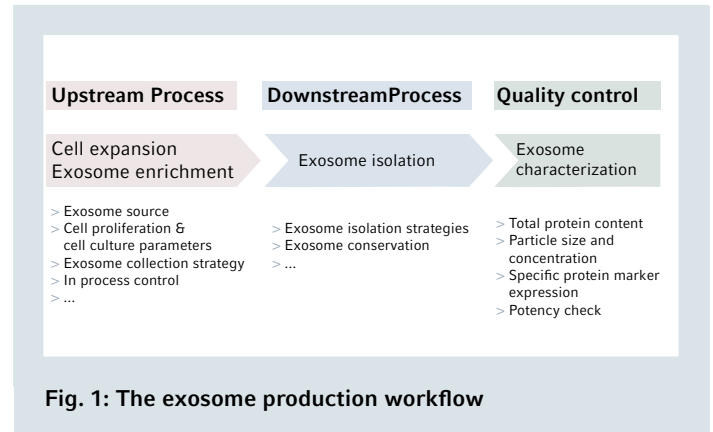 Upstream Process
Cell expansion
Exosome enrichment
> Exosome source
> Cell proliferation &
cell culture parameters
> Exosome collection strategy
> In process control
> ...
DownstreamProcess
Exosome isolation
> Exosome isolation strategies
> Exosome conservation
> ...
Quality control
Exosome
characterization
> Total protein content
> Particle size and
concentration
> Specific protein marker
expression
> Potency check
Fig. 1: The exosome production workflow